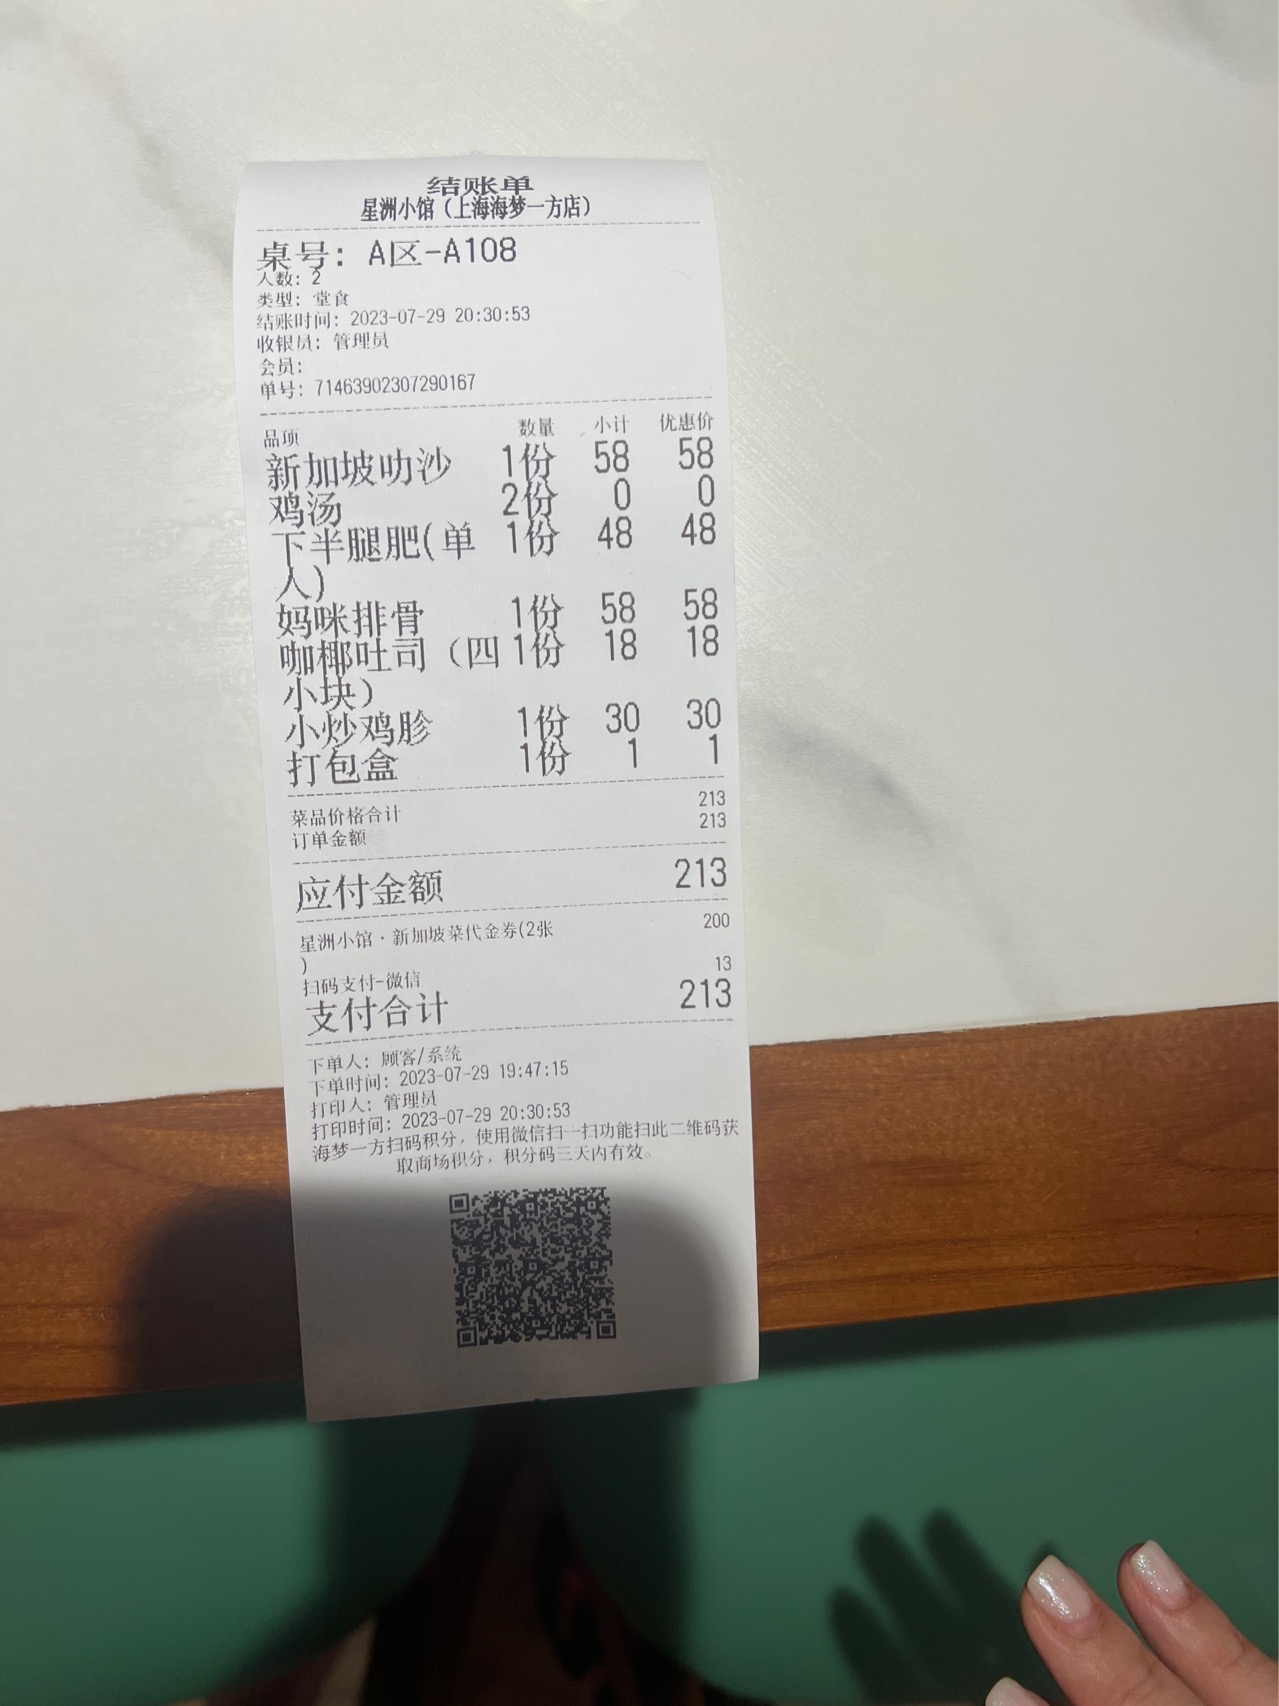 结账单
星洲小馆（上海海梦一方店）
桌号：A区-A108
人数：2
类型：堂食
结账时间：2023-07-29 20:30:53
收银员：管理员
会员：
单号：71463902307290167
品项 数量 小计 优惠价
新加坡叻沙 1份 58 58
鸡汤 2份 0 0
下半腿肥(单 1份 48 48
人)
妈咪排骨 1份 58 58
咖椰吐司（四 1份 18 18
小块）
小炒鸡胗 1份 30 30
打包盒 1份 1 1
菜品价格合计 213
订单金额 213
应付金额 213
星洲小馆·新加坡菜代金券(2张 200
)
扫码支付-微信 13
支付合计 213
下单人：顾客/系统
下单时间：2023-07-29 19:47:15
打印人：管理员
打印时间：2023-07-29 20:30:53
海梦一方扫码积分，使用微信扫一扫功能扫此二维码获
取商场积分，积分码三天内有效。